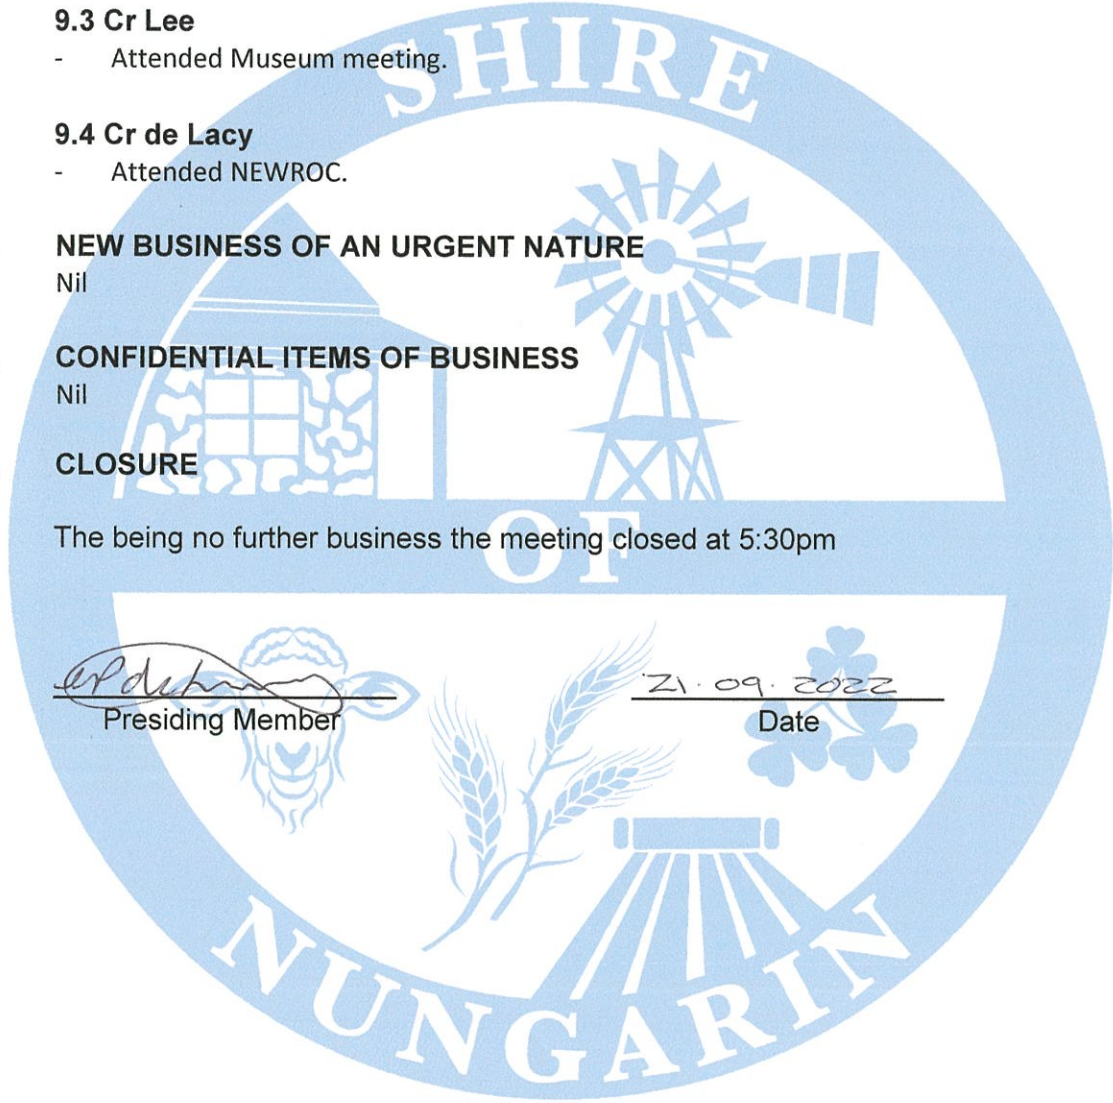 9.3 Cr Lee
- Attended Museum meeting.
9.4 Cr de Lacy
- Attended NEWROC.
NEW BUSINESS OF AN URGENT NATURE
Nil
CONFIDENTIAL ITEMS OF BUSINESS
Nil
CLOSURE
The being no further business the meeting closed at 5:30pm
21.09.2022
Presiding Member Date
SHIRE
OF
NUNGARIN